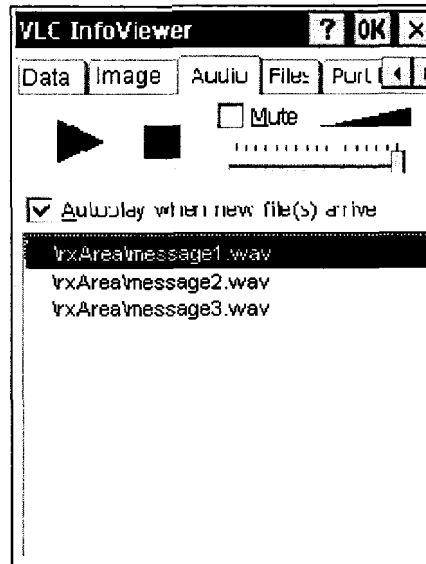 VLC InfoViewer ? OK ×
Data Image Audio Files Port
Mute
Autoplay when new file(s) arrive
\rxArea\message1.wav
\rxArea\message2.wav
\rxArea\message3.wav